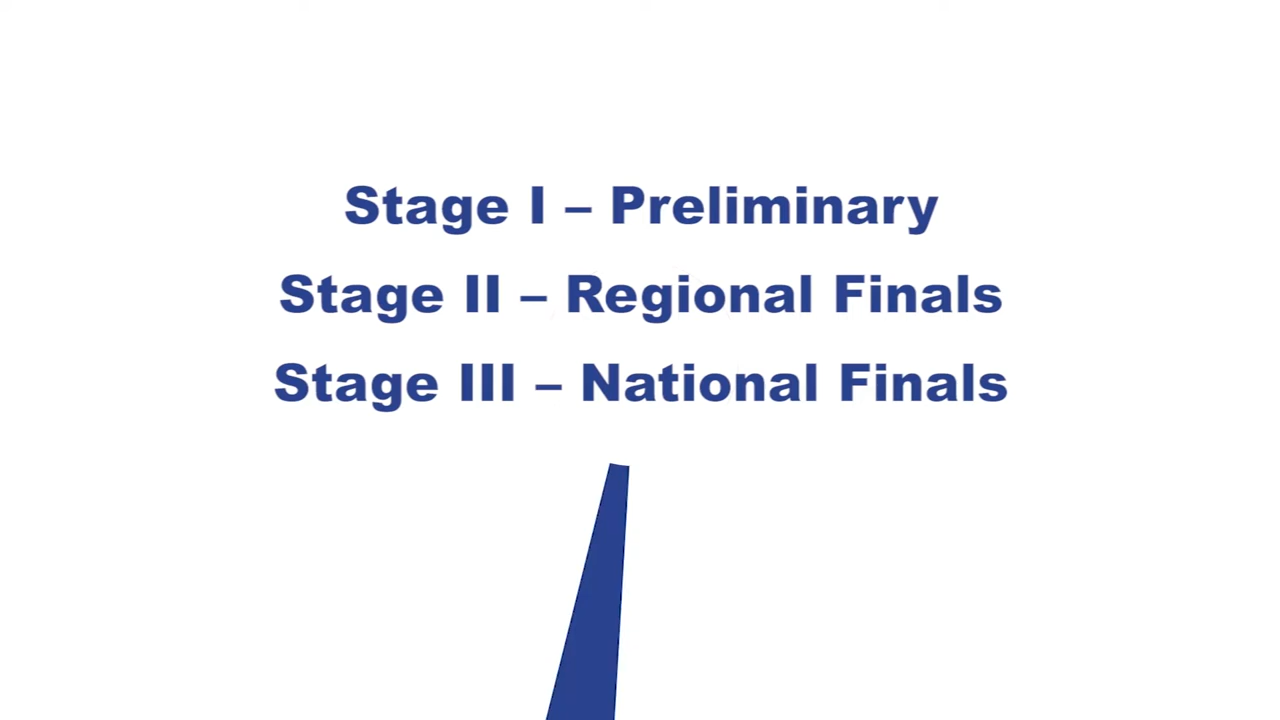 Stage I – Preliminary
Stage II – Regional Finals
Stage III – National Finals